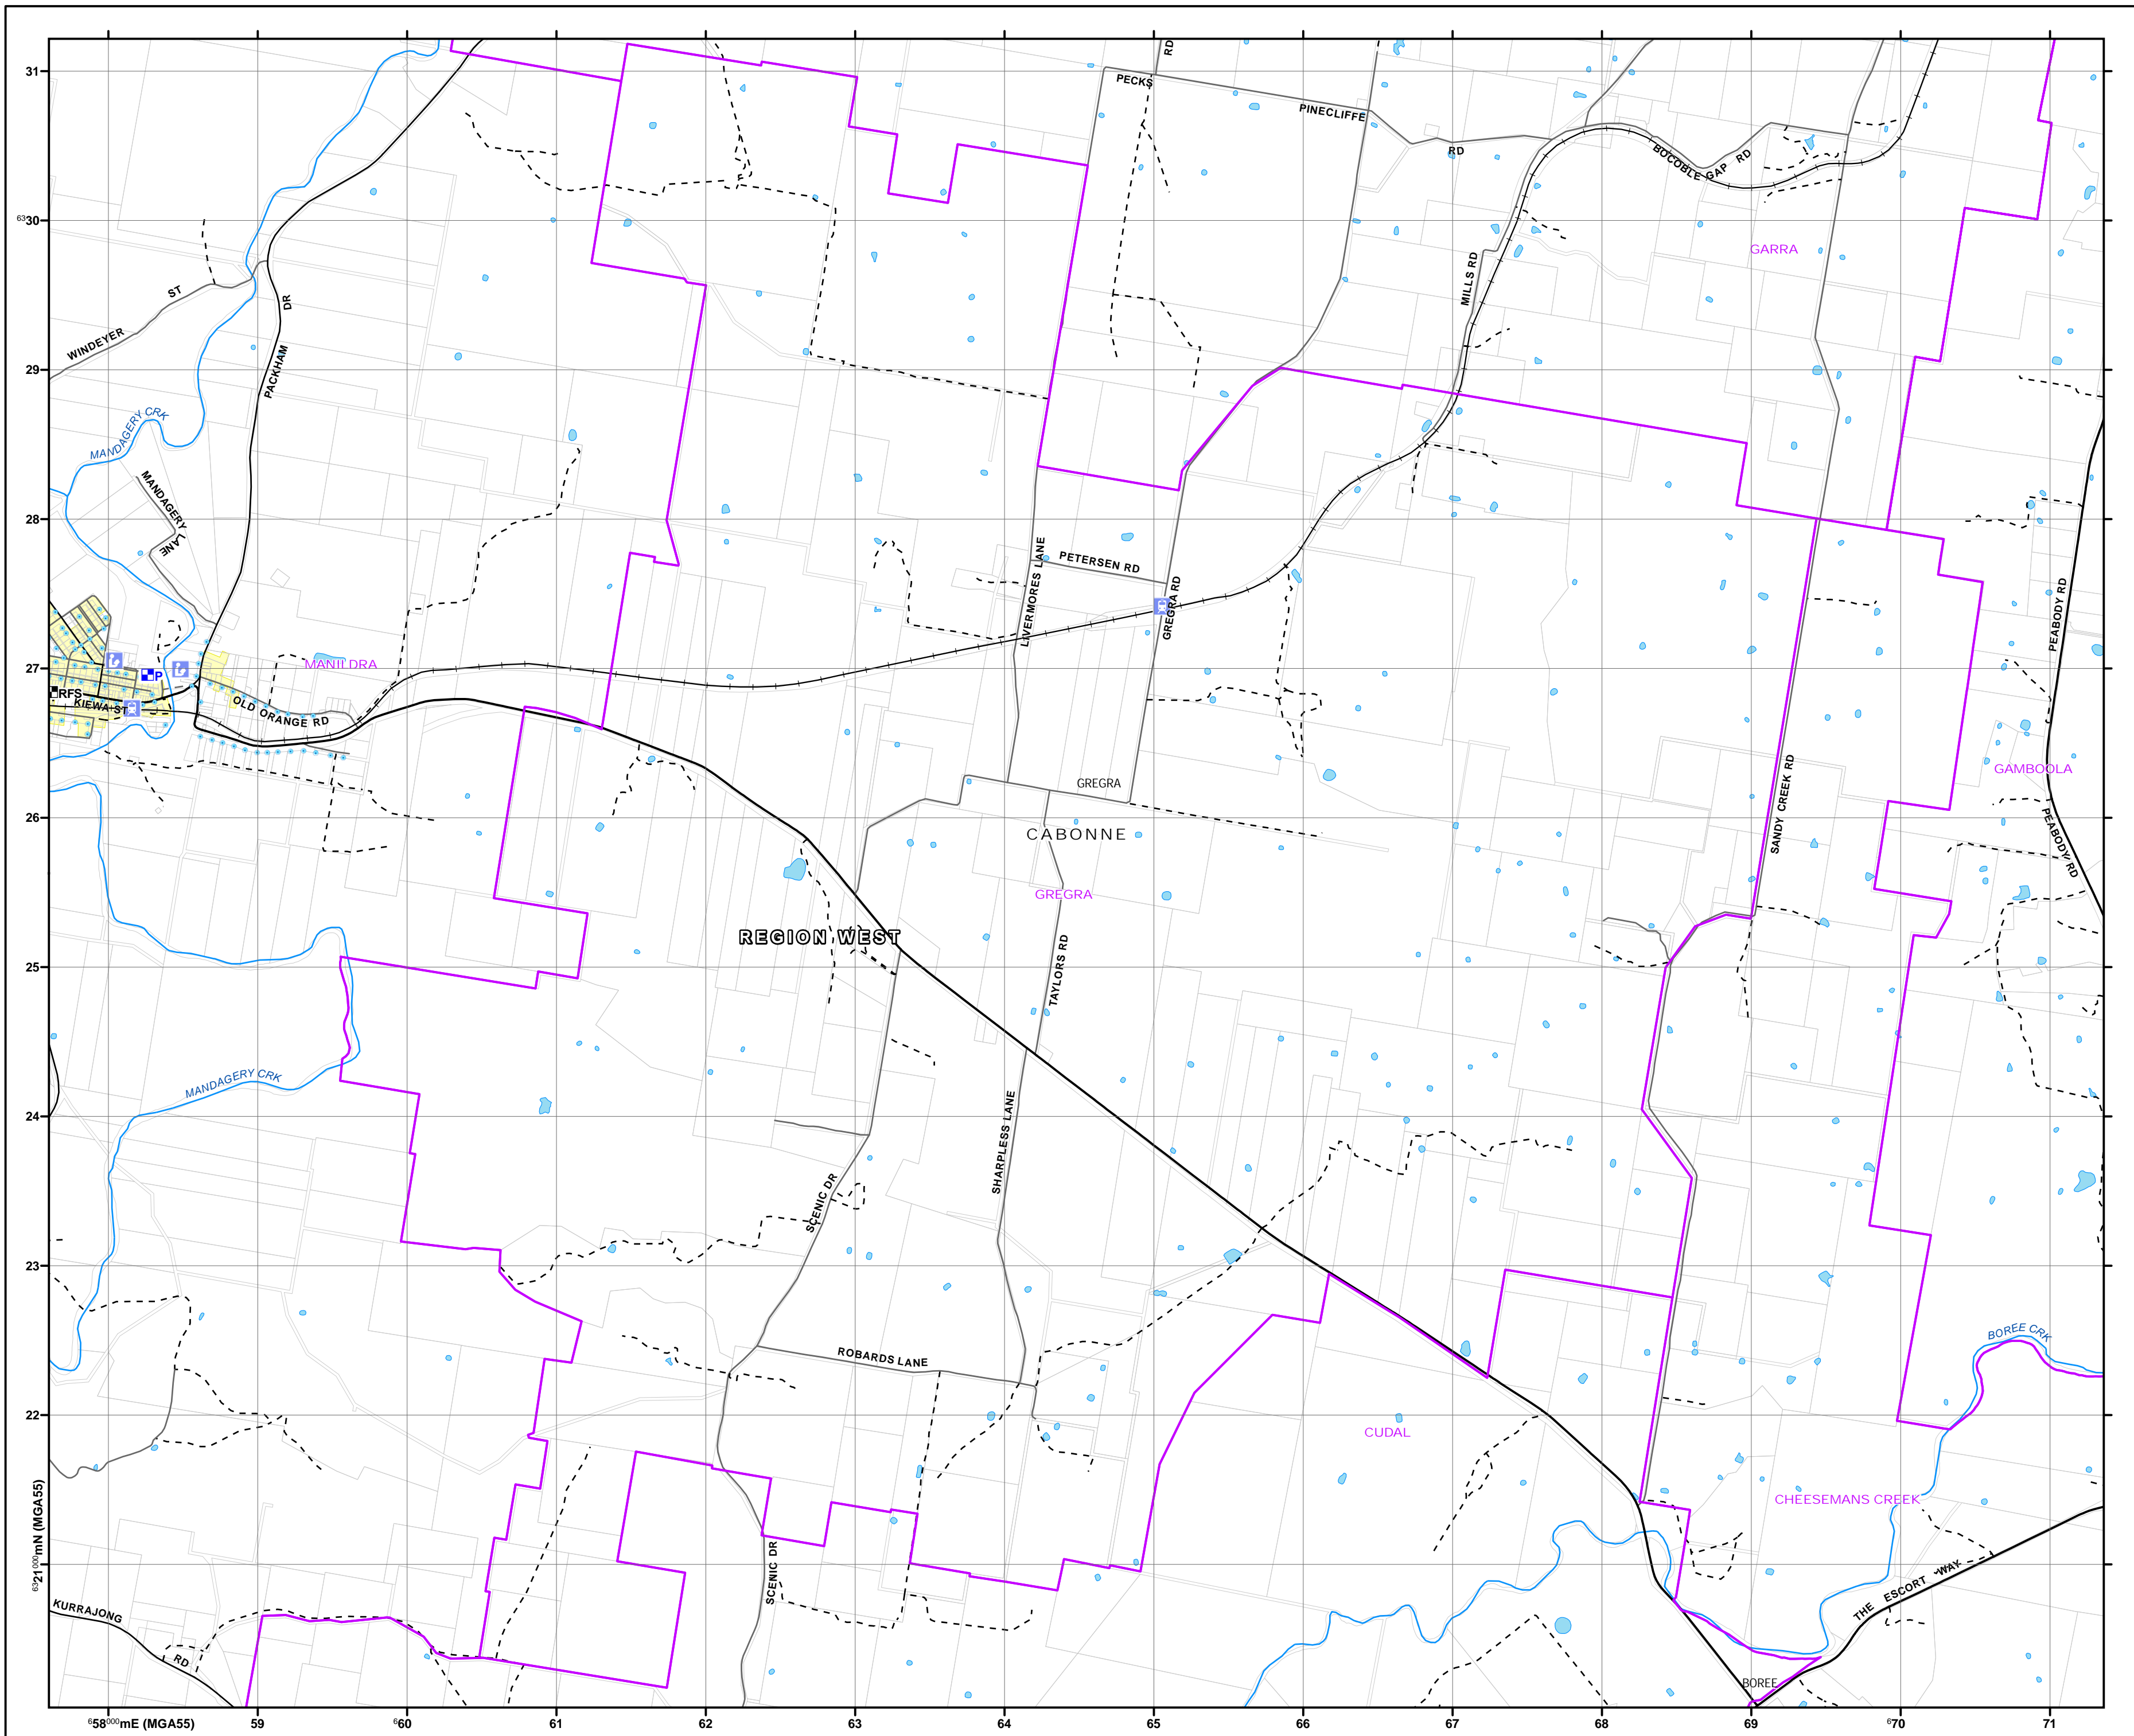 31
6330
29
28
27
26
25
24
23
22
6321000mN (MGA55)
RD
PECKS
PINECLIFFE
RD
BOCOBLE GAP RD
GARRA
MILLS RD
WINDEYER ST
PACKHAM DR
MANDAGERY CRK
MANDAGERY LANE
PETERSEN RD
LIVERMORES LANE
GREGRA RD
PEABODY RD
MANILDRA
P
RFS
KIEWA ST
OLD ORANGE RD
GREGRA
GAMBOOLA
SANDY CREEK RD
PEABODY RD
CABONNE
GREGRA
REGION WEST
TAYLORS RD
MANDAGERY CRK
SHARPLESS LANE
SCENIC DR
BOREE CRK
ROBARDS LANE
CUDAL
CHEESEMANS CREEK
SCENIC DR
THE ESCORT WAY
KURRAJONG RD
BOREE
658000mE (MGA55)
59
660
61
62
63
64
65
66
67
68
69
670
71